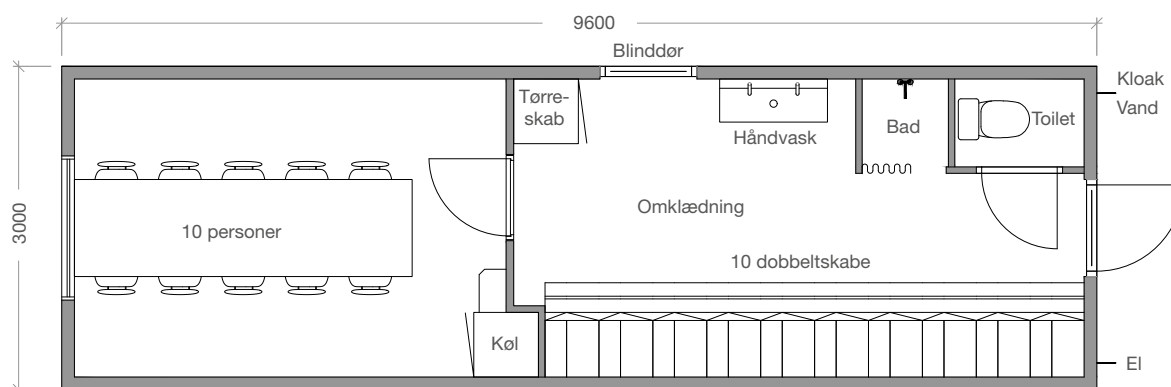 9600
Blinddør
Kloak
Vand
Tørre-
skab
Håndvask
Bad
Toilet
3000
10 personer
Omklædning
10 dobbeltskabe
Køl
El